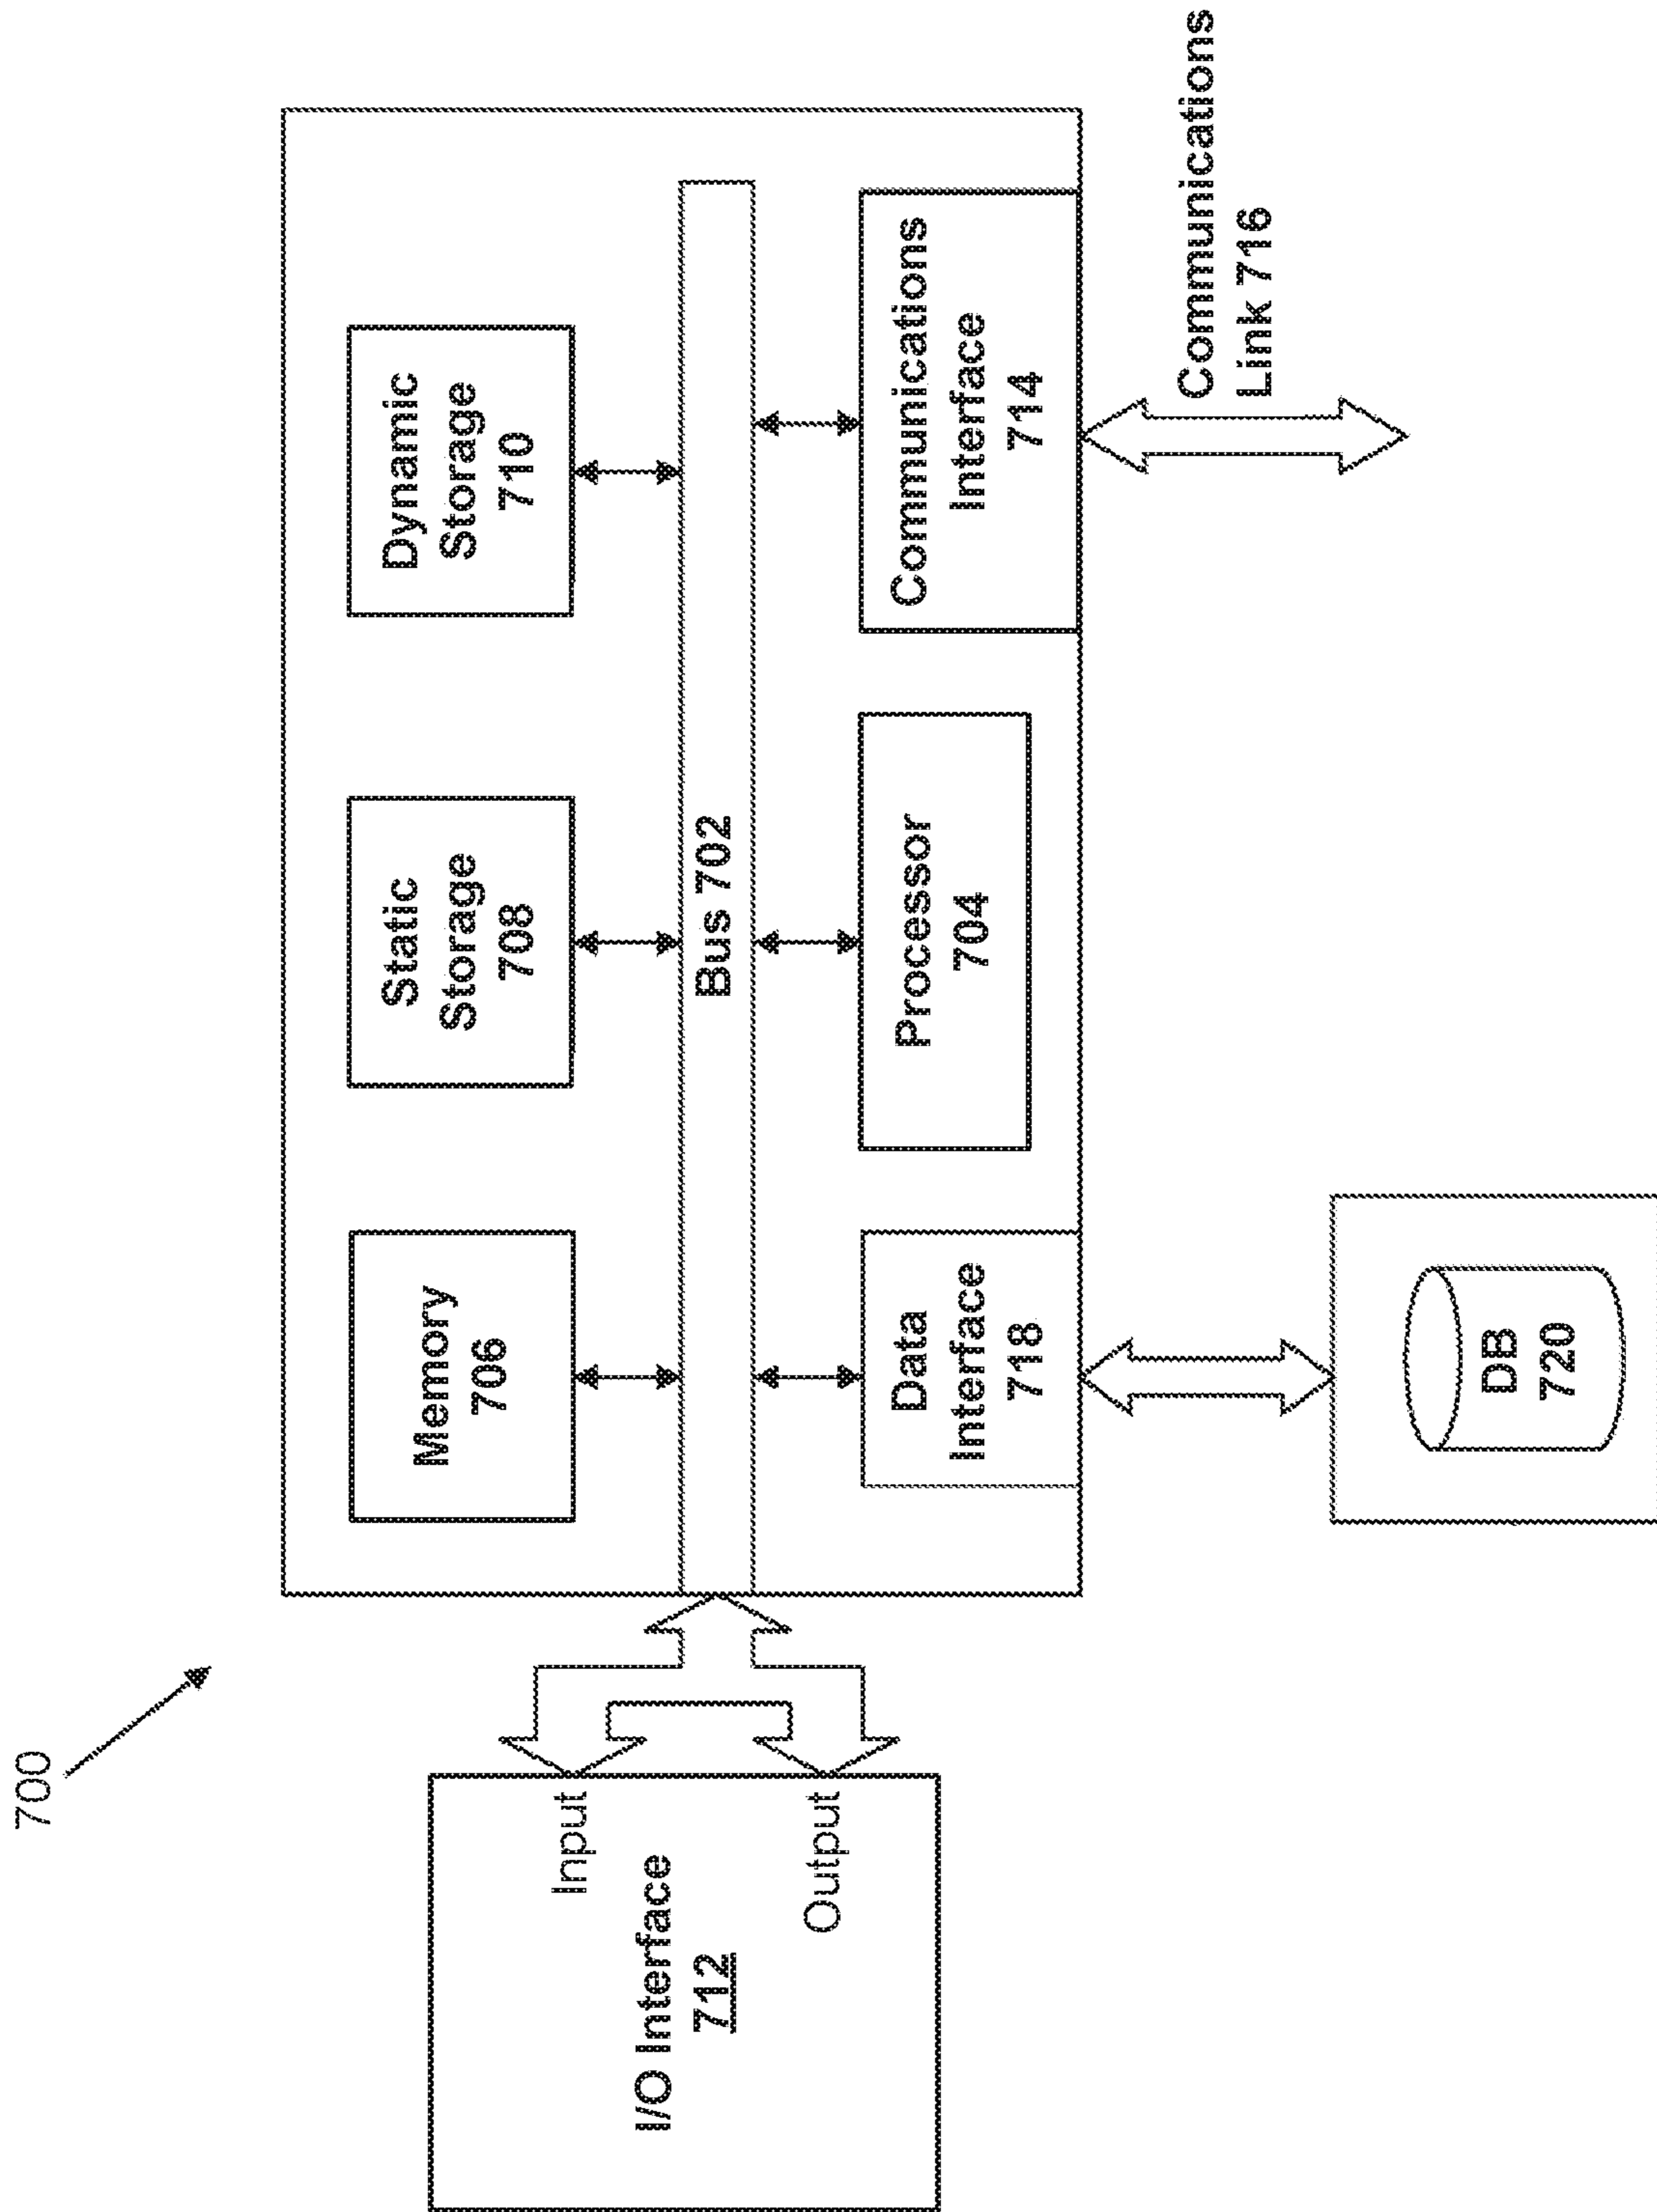 700
I/O Interface
712
Input
Output
Memory
706
Static
Storage
708
Dynamic
Storage
710
Bus 702
Data
Interface
718
Processor
704
Communications
Interface
714
Communications
Link 716
DB
720